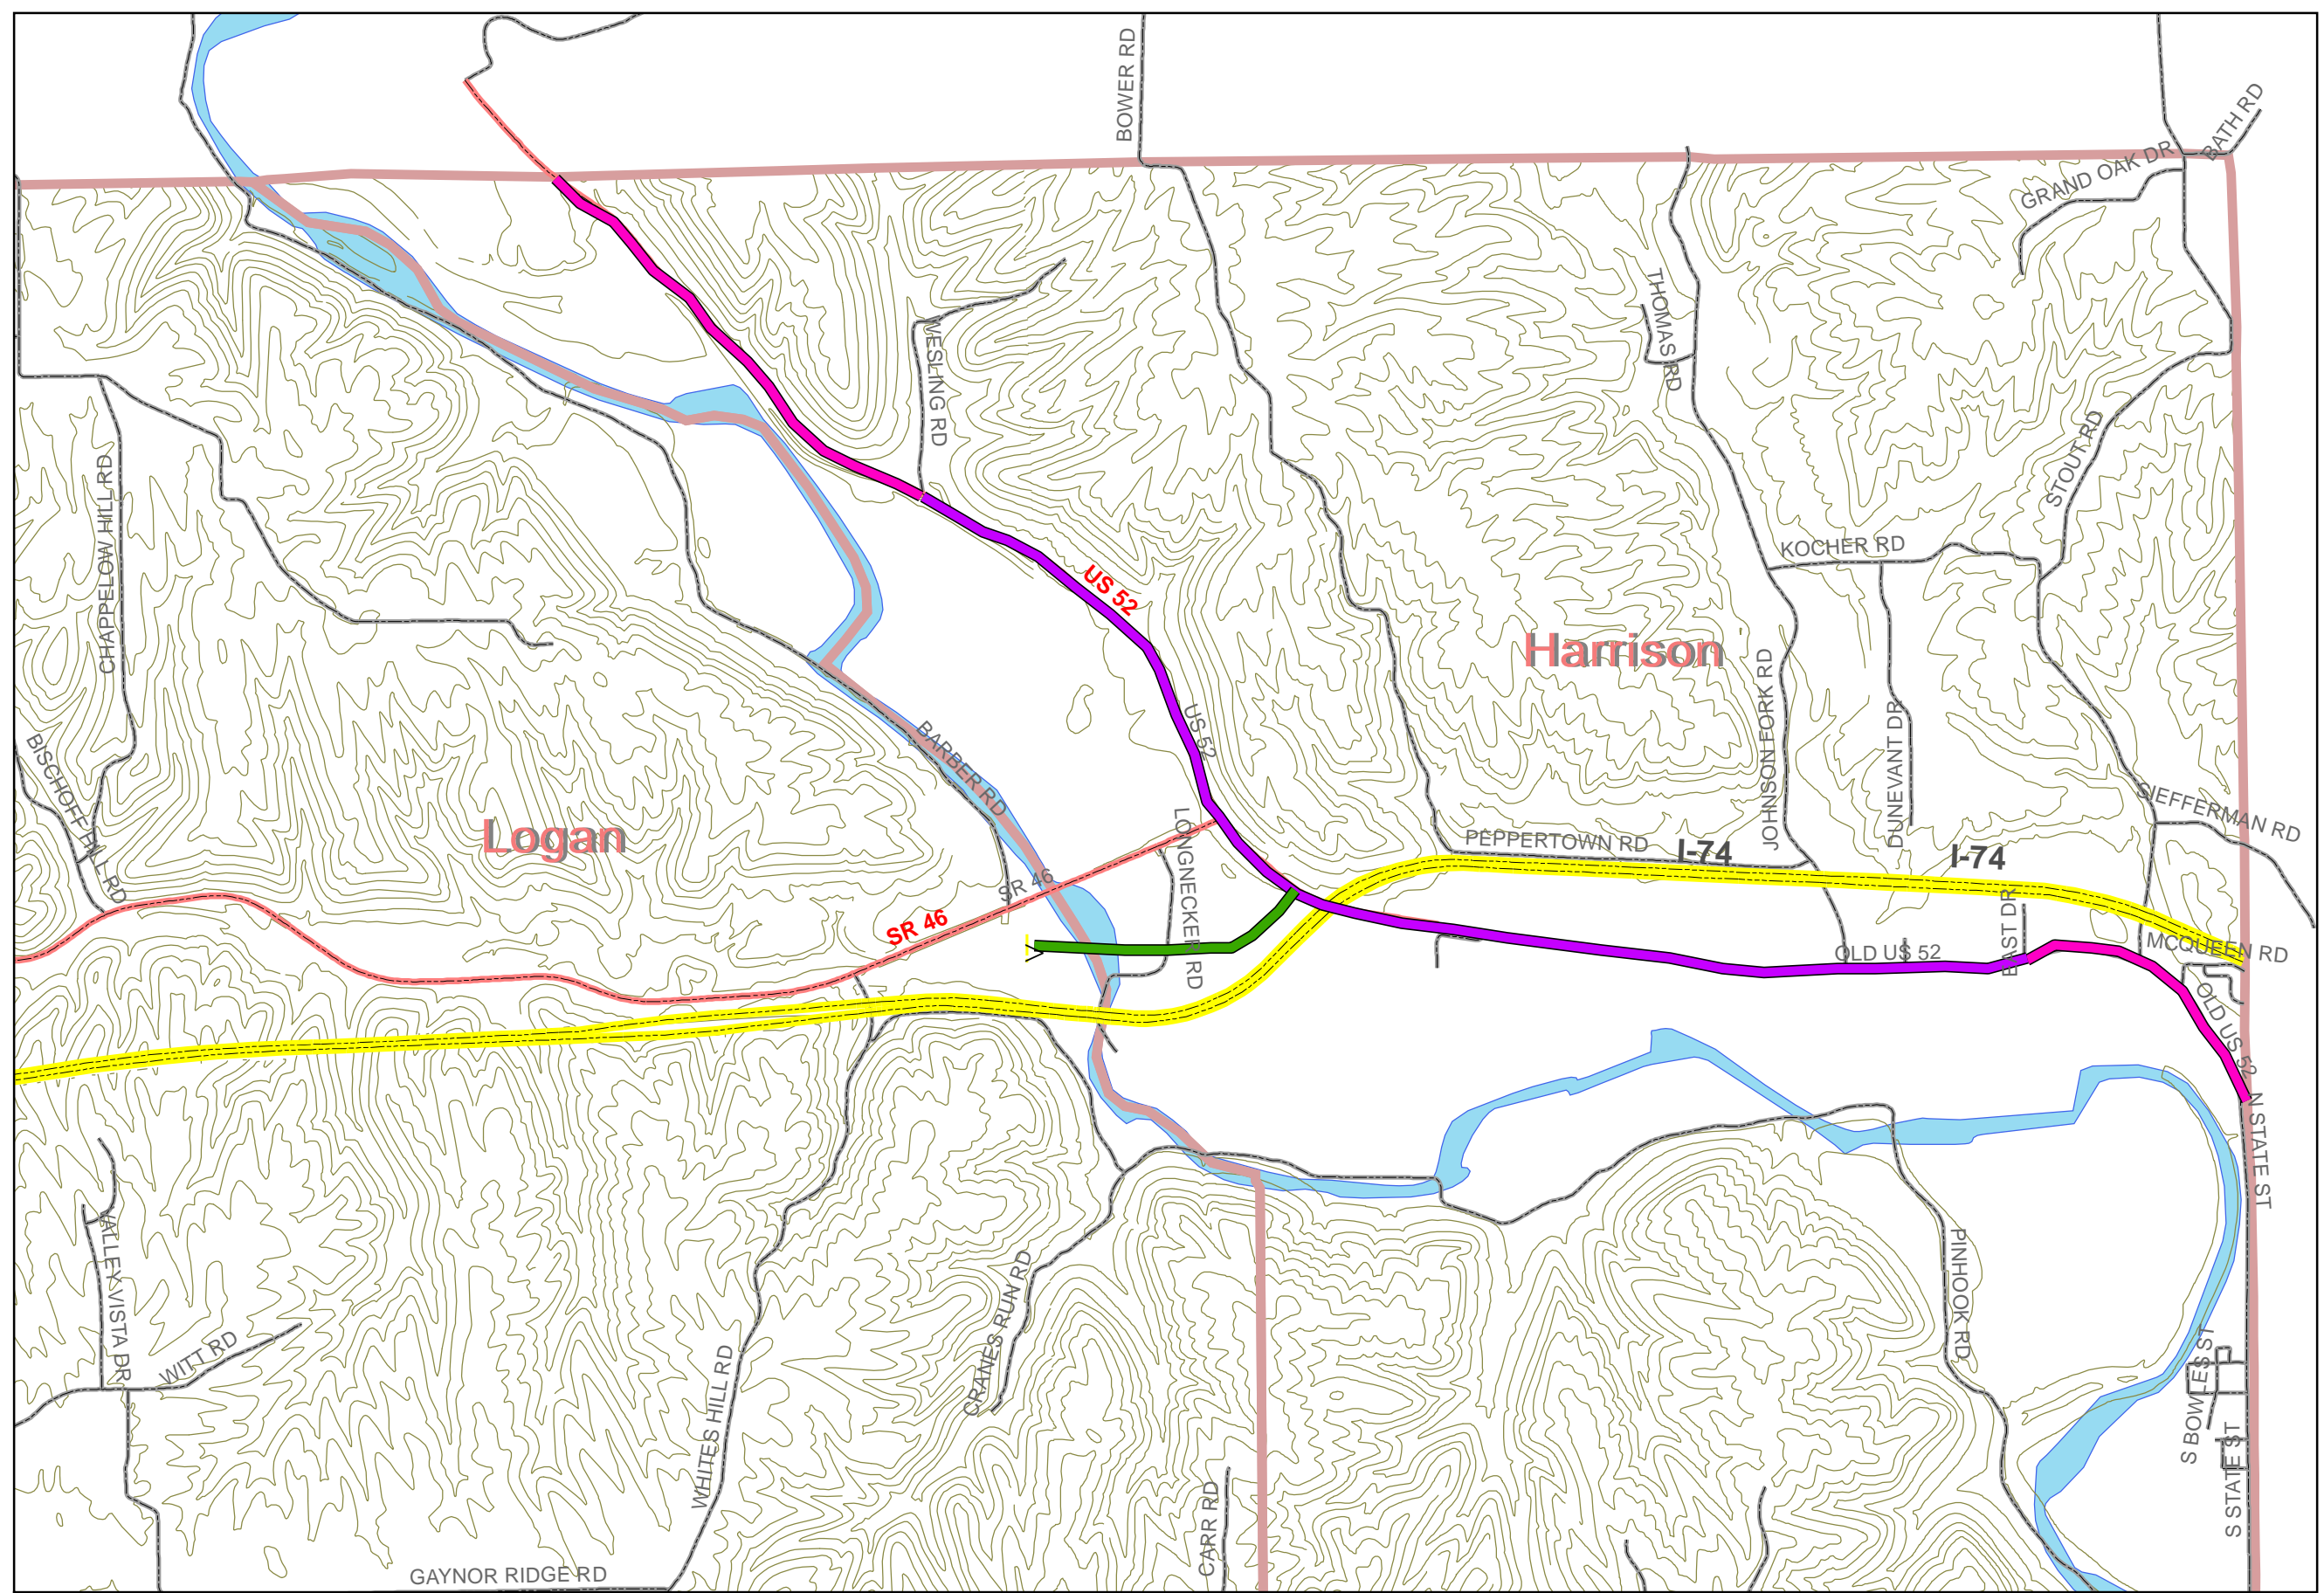 BOWER RD
BATH RD
GRAND OAK DR
THOMAS RD
WESLING RD
STOUT RD
CHAPPELOW HILL RD
KOCHER RD
US 52
Harrison
JOHNSON FORK RD
US 52
DUNEVANT DR
BISCHOFF HILL RD
BARBER RD
SIEFFERMAN RD
Logan
LONGNECKER RD
PEPPERTOWN RD
I-74
I-74
SR 46
SR 46
EAST DR
MCQUEEN RD
OLD US 52
OLD US 52
N STATE ST
VALLEY VISTA DR
PINHOOK RD
CRANES RUN RD
WITT RD
WHITES HILL RD
S BOWLES ST
S STATE ST
CARR RD
GAYNOR RIDGE RD